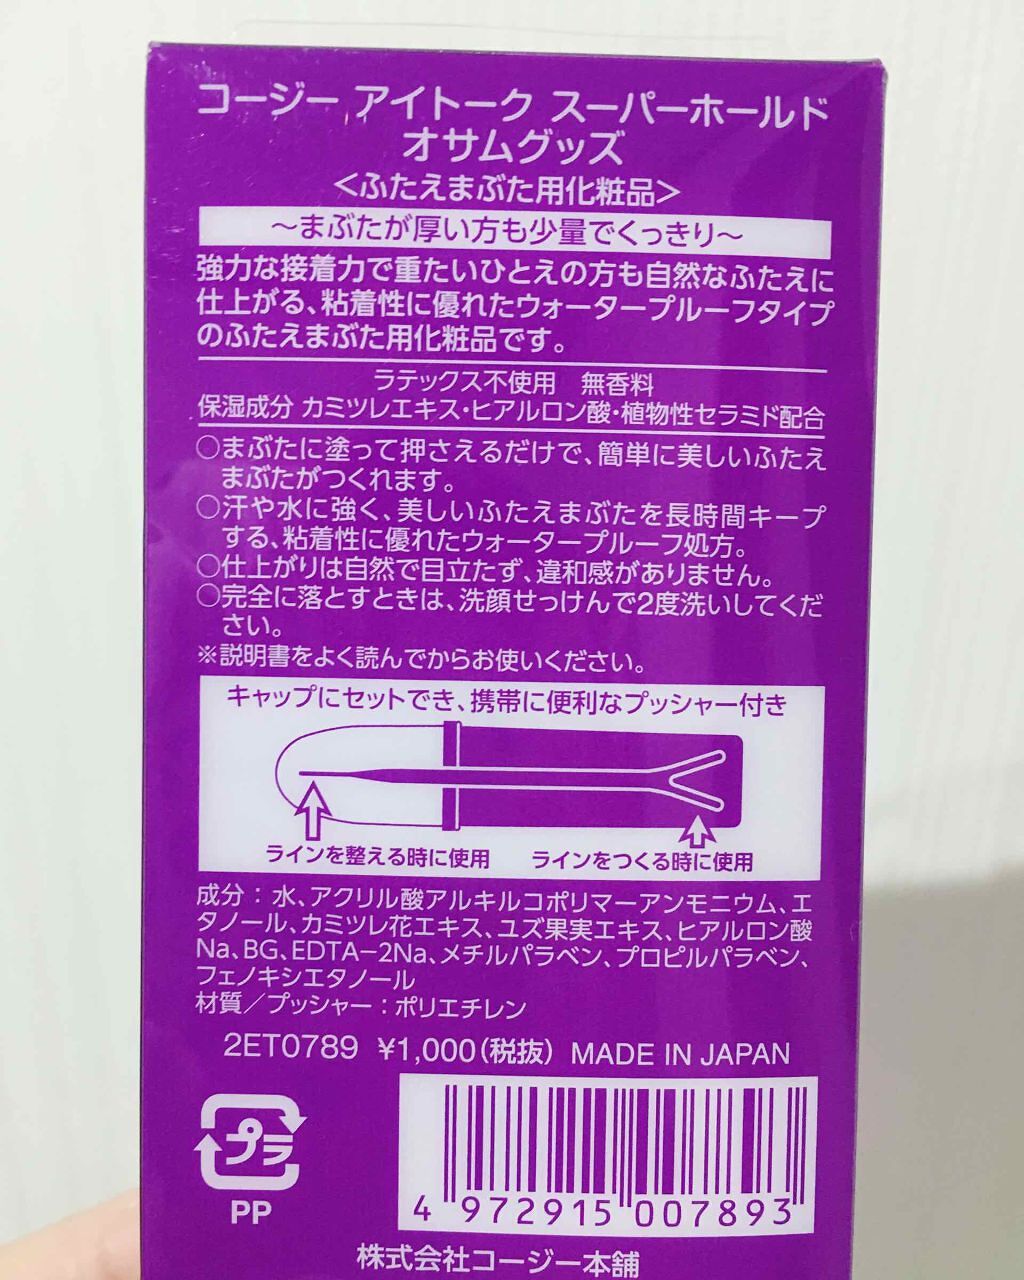 コージー アイトーク スーパーホールド
オサムグッズ
＜ふたえまぶた用化粧品＞
～まぶたが厚い方も少量でくっきり～
強力な接着力で重たいひとえの方も自然なふたえに
仕上がる、粘着性に優れたウォータープルーフタイプ
のふたえまぶた用化粧品です。
ラテックス不使用　無香料
保湿成分 カミツレエキス・ヒアルロン酸・植物性セラミド配合
○まぶたに塗って押さえるだけで、簡単に美しいふたえ
まぶたがつくれます。
○汗や水に強く、美しいふたえまぶたを長時間キープ
する、粘着性に優れたウォータープルーフ処方。
○仕上がりは自然で目立たず、違和感がありません。
○完全に落とすときは、洗顔せっけんで2度洗いしてくだ
さい。
※説明書をよく読んでからお使いください。
キャップにセットでき、携帯に便利なプッシャー付き
ラインを整える時に使用　ラインをつくる時に使用
成分：水、アクリル酸アルキルコポリマーアンモニウム、エ
タノール、カミツレ花エキス、ユズ果実エキス、ヒアルロン酸
Na、BG、EDTA−2Na、メチルパラベン、プロピルパラベン、
フェノキシエタノール
材質／プッシャー：ポリエチレン
2ET0789 ¥1,000(税抜) MADE IN JAPAN
プラ
PP
4 972915 007893
株式会社コージー本舗